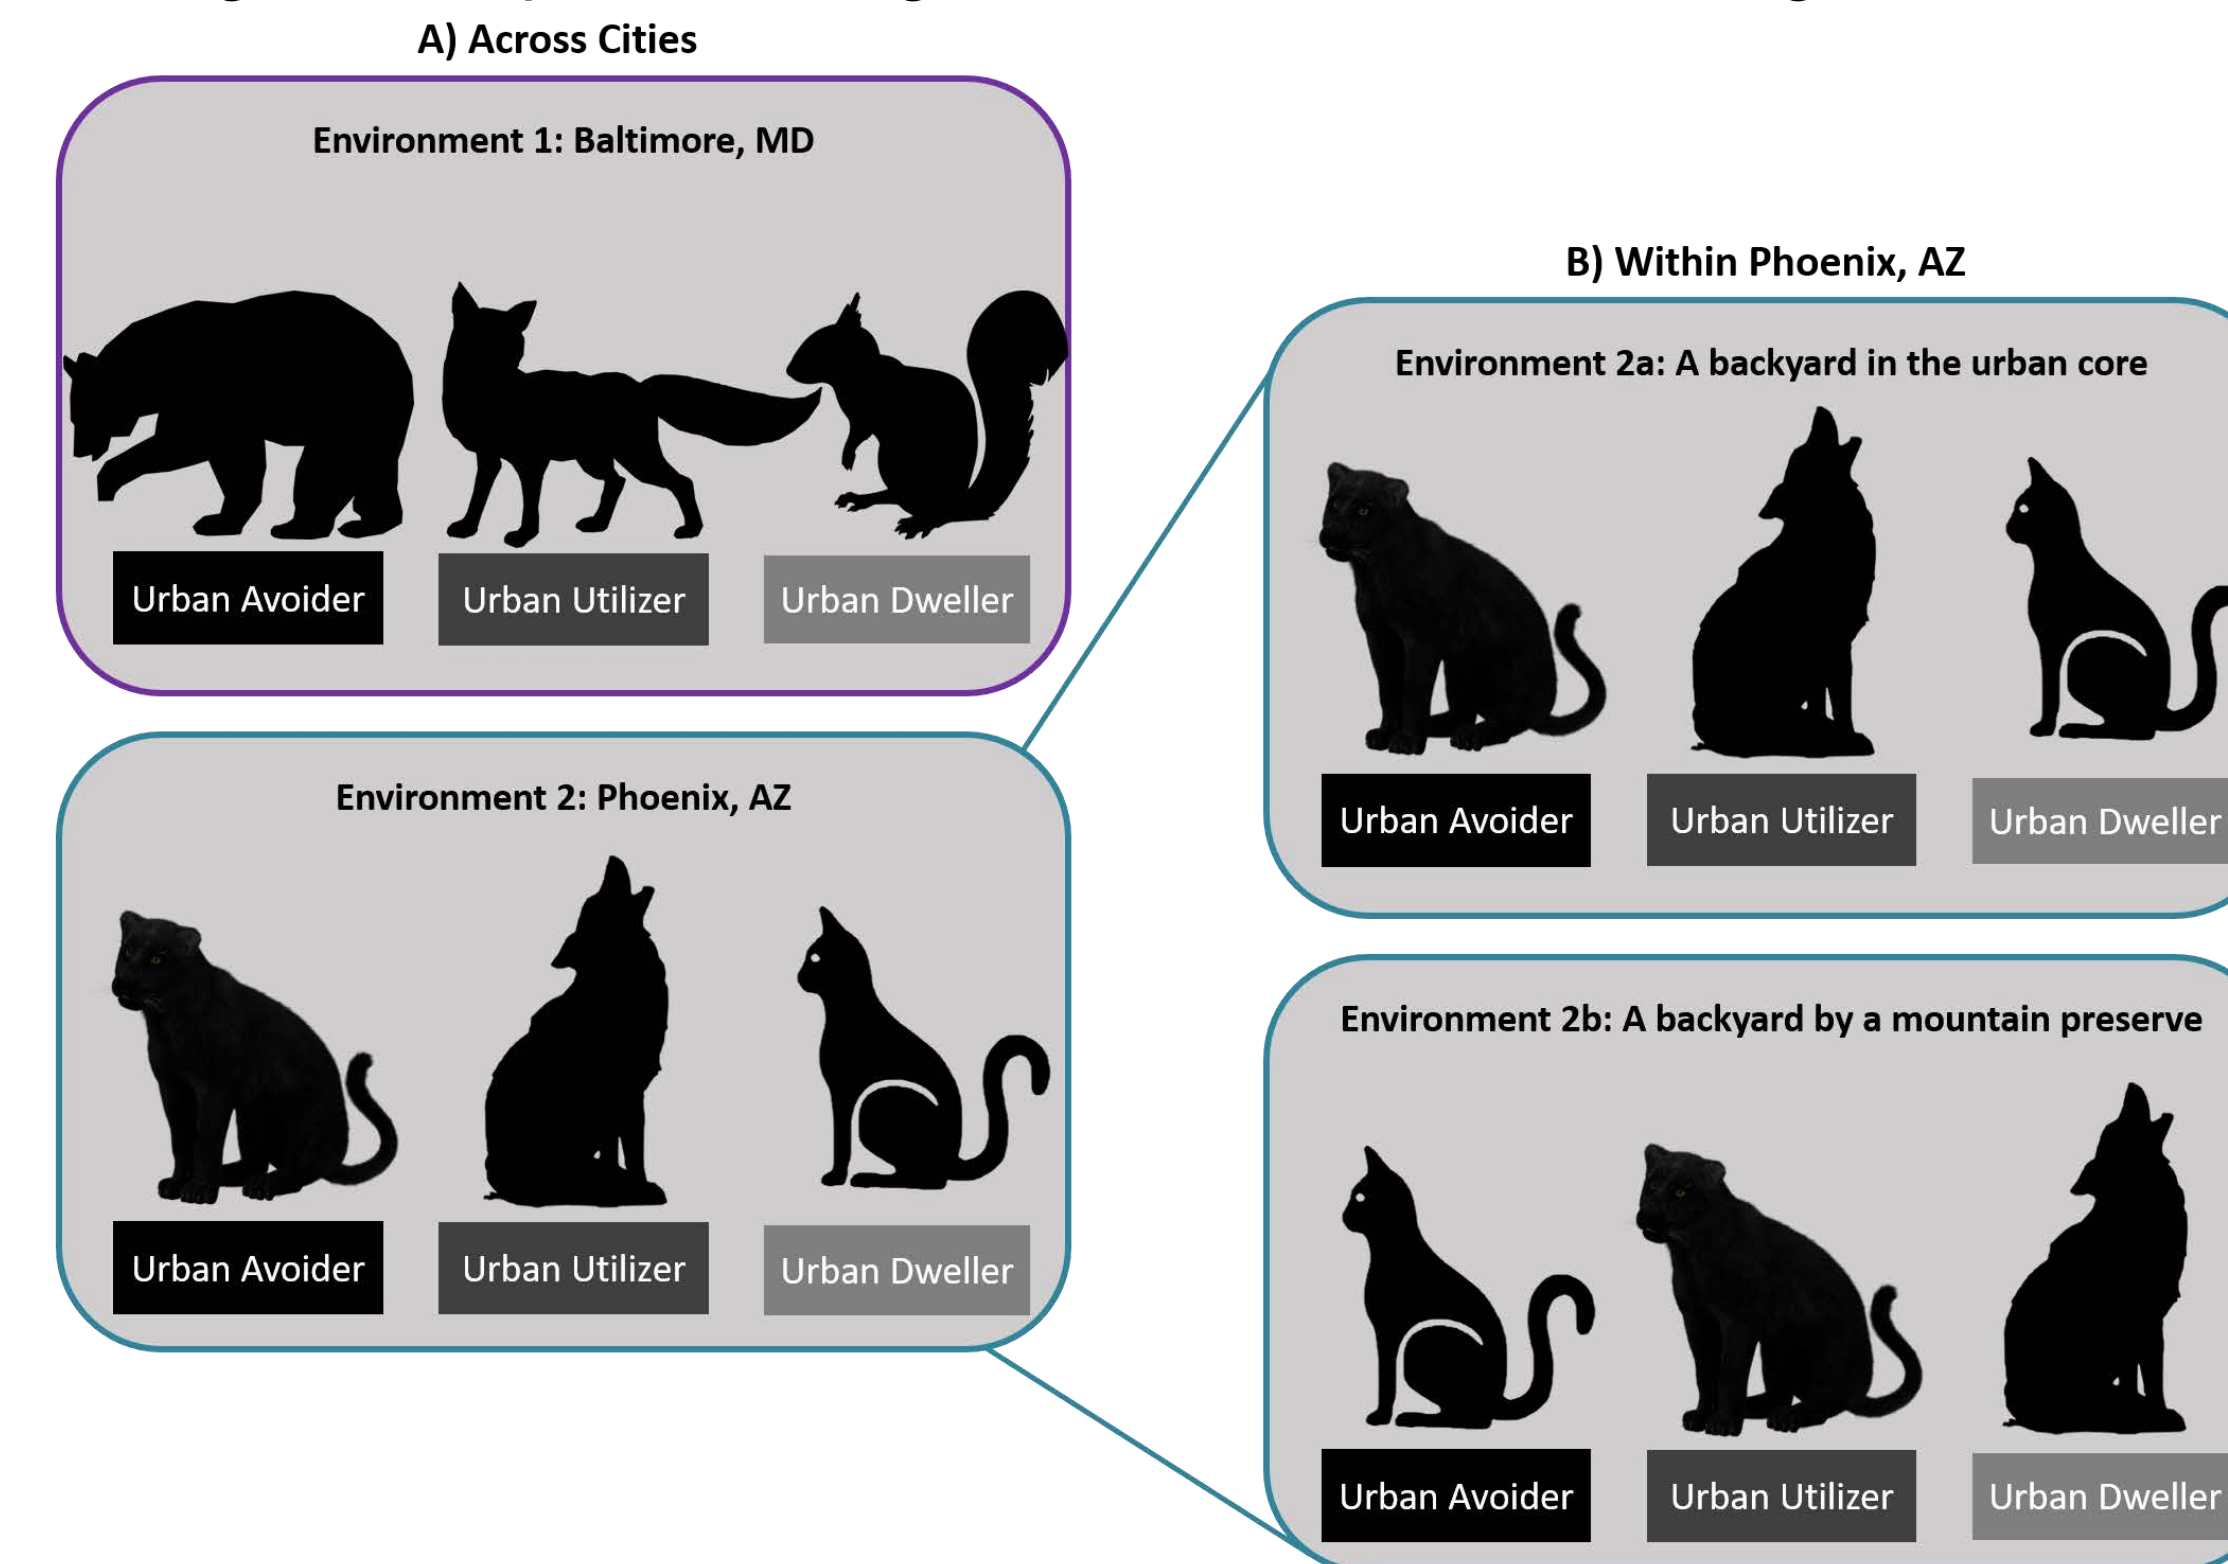 A) Across Cities
Environment 1: Baltimore, MD
Urban Avoider
Urban Utilizer
Urban Dweller
Environment 2: Phoenix, AZ
Urban Avoider
Urban Utilizer
Urban Dweller
B) Within Phoenix, AZ
Environment 2a: A backyard in the urban core
Urban Avoider
Urban Utilizer
Urban Dweller
Environment 2b: A backyard by a mountain preserve
Urban Avoider
Urban Utilizer
Urban Dweller